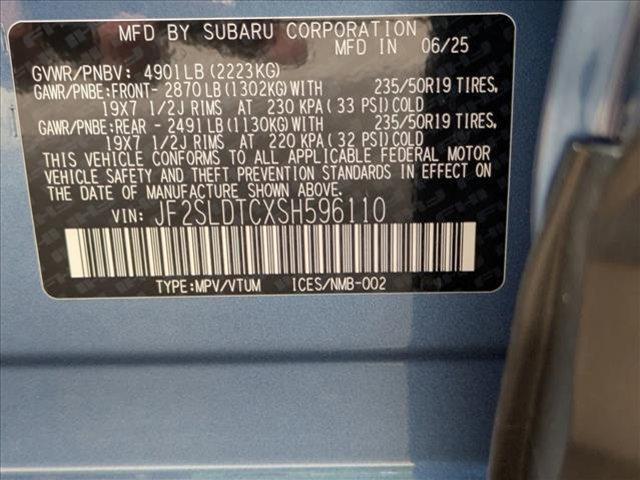 MFD BY SUBARU CORPORATION
MFD IN 06/25
GVWR/PNBV: 4901LB(2223KG)
GAWR/PNBE:FRONT- 2870LB(1302KG)WITH 235/50R19 TIRES,
19X7 1/2J RIMS AT 230 KPA(33 PSI)COLD
GAWR/PNBE:REAR - 2491LB(1130KG)WITH 235/50R19 TIRES,
19X7 1/2J RIMS AT 220 KPA(32 PSI)COLD
THIS VEHICLE CONFORMS TO ALL APPLICABLE FEDERAL MOTOR
VEHICLE SAFETY AND THEFT PREVENTION STANDARDS IN EFFECT ON
THE DATE OF MANUFACTURE SHOWN ABOVE.
VIN: JF2SLDTCXSH596110
TYPE:MPV/VTUM ICES/NMB-002